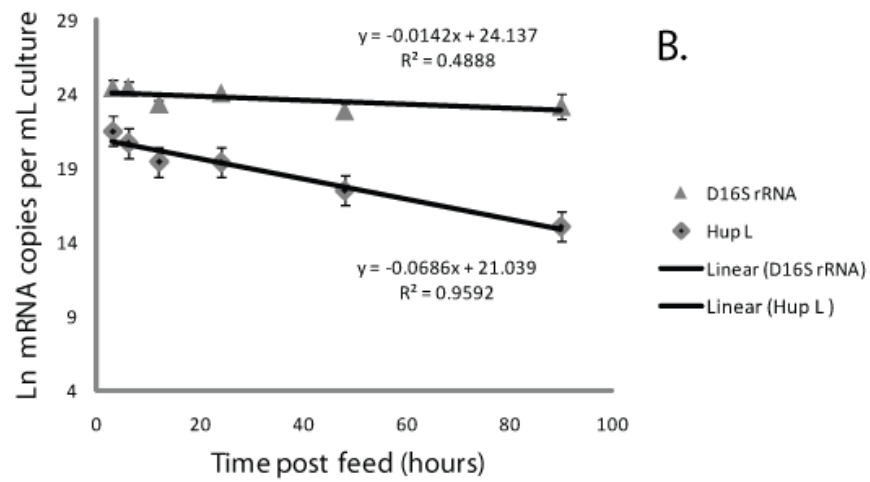 Ln mRNA copies per mL culture
29
24
19
14
9
4
y = -0.0142x + 24.137
R² = 0.4888
y = -0.0686x + 21.039
R² = 0.9592
0 20 40 60 80 100
Time post feed (hours)
B.
D16S rRNA
Hup L
Linear (D16S rRNA)
Linear (Hup L )